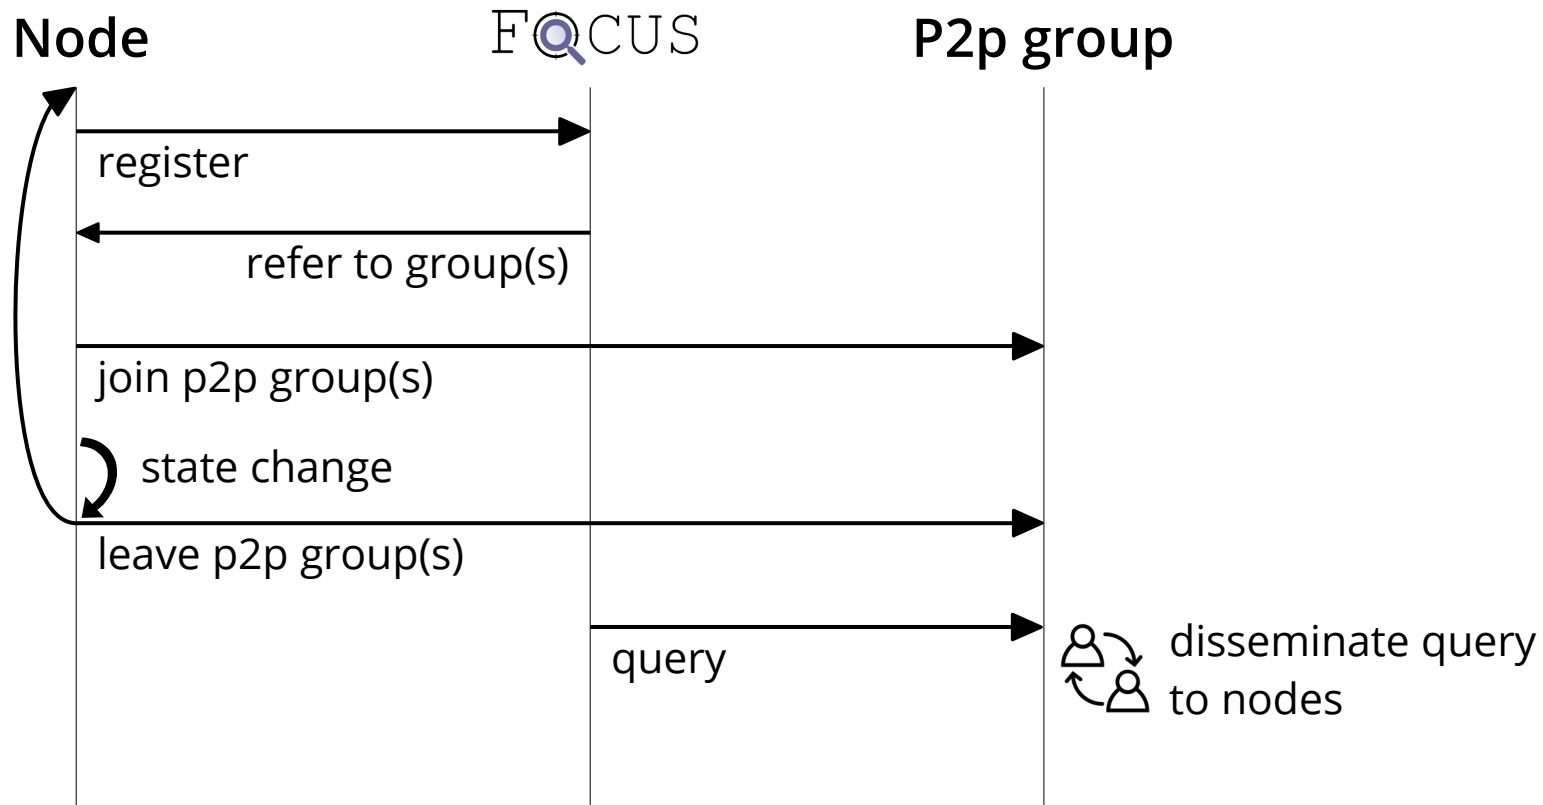 Node
FOCUS
P2p group
register
refer to group(s)
join p2p group(s)
state change
leave p2p group(s)
query
disseminate query
to nodes